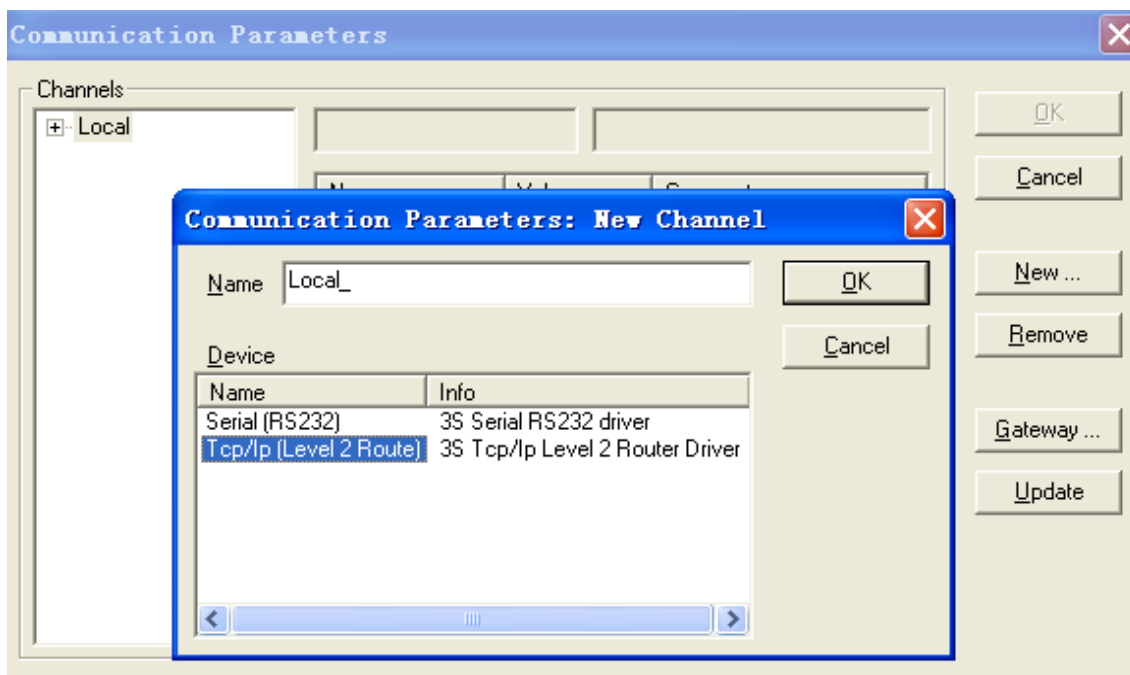 Communication Parameters
Channels
Local
OK
Cancel
New ...
Remove
Gateway ...
Update
Communication Parameters: New Channel
Name Local_
OK
Cancel
Device
Name Info
Serial (RS232) 3S Serial RS232 driver
Tcp/Ip (Level 2 Route) 3S Tcp/Ip Level 2 Router Driver